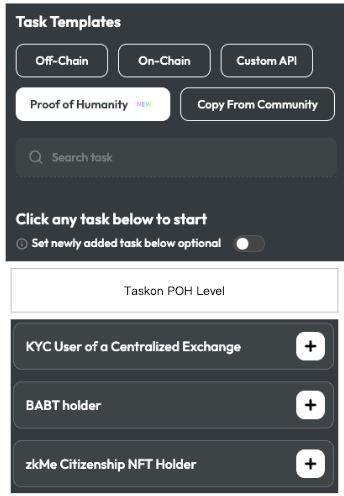 Task Templates
Off-Chain
On-Chain
Custom API
Proof of Humanity NEW
Copy From Community
Search task
Click any task below to start
Set newly added task below optional
Taskon POH Level
KYC User of a Centralized Exchange
BABT holder
zkMe Citizenship NFT Holder